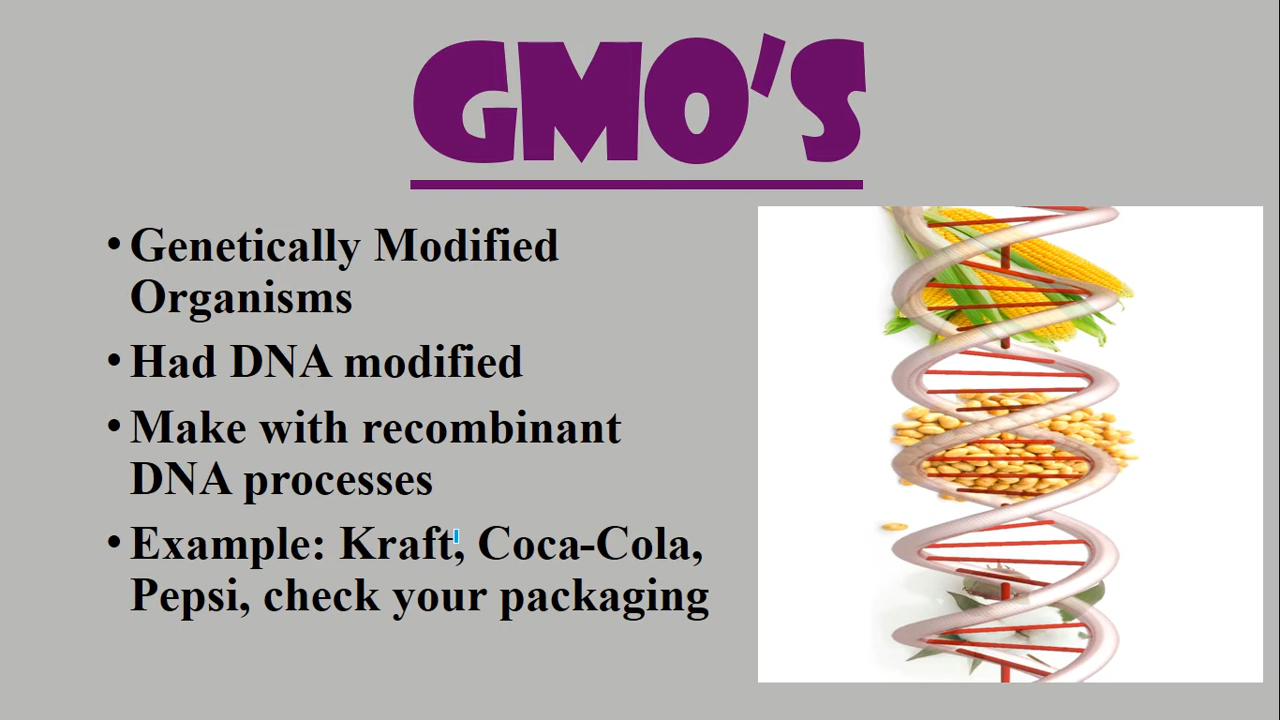 GMO'S
• Genetically Modified
Organisms
• Had DNA modified
• Make with recombinant
DNA processes
• Example: Kraft, Coca-Cola,
Pepsi, check your packaging